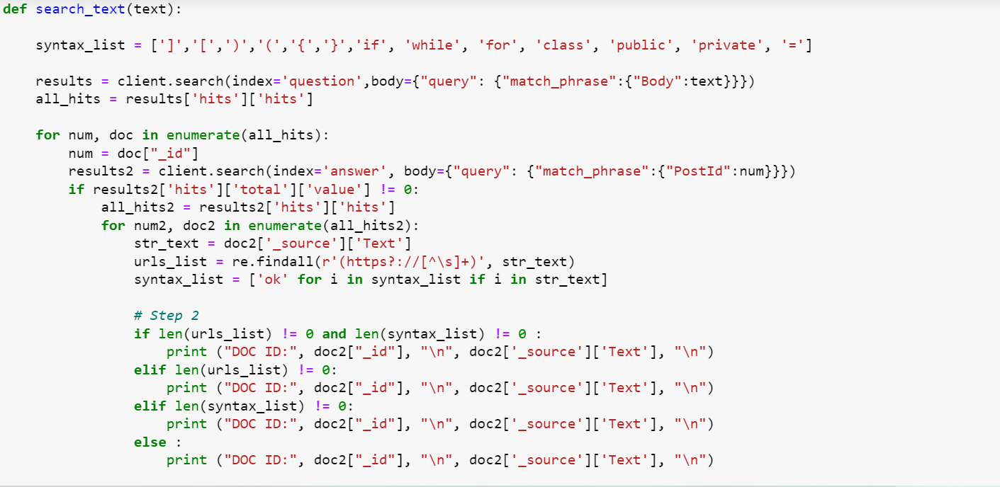 def search_text(text):
    syntax_list = [']','[',')','(','{','}','if', 'while', 'for', 'class', 'public', 'private', '=']
    results = client.search(index='question',body={"query": {"match_phrase":{"Body":text}}})
    all_hits = results['hits']['hits']
    for num, doc in enumerate(all_hits):
        num = doc["_id"]
        results2 = client.search(index='answer', body={"query": {"match_phrase":{"PostId":num}}})
        if results2['hits']['total']['value'] != 0:
            all_hits2 = results2['hits']['hits']
            for num2, doc2 in enumerate(all_hits2):
                str_text = doc2['_source']['Text']
                urls_list = re.findall(r'(https?://[^\s]+)', str_text)
                syntax_list = ['ok' for i in syntax_list if i in str_text]
                # Step 2
                if len(urls_list) != 0 and len(syntax_list) != 0 :
                    print ("DOC ID:", doc2["_id"], "\n", doc2['_source']['Text'], "\n")
                elif len(urls_list) != 0:
                    print ("DOC ID:", doc2["_id"], "\n", doc2['_source']['Text'], "\n")
                elif len(syntax_list) != 0:
                    print ("DOC ID:", doc2["_id"], "\n", doc2['_source']['Text'], "\n")
                else :
                    print ("DOC ID:", doc2["_id"], "\n", doc2['_source']['Text'], "\n")